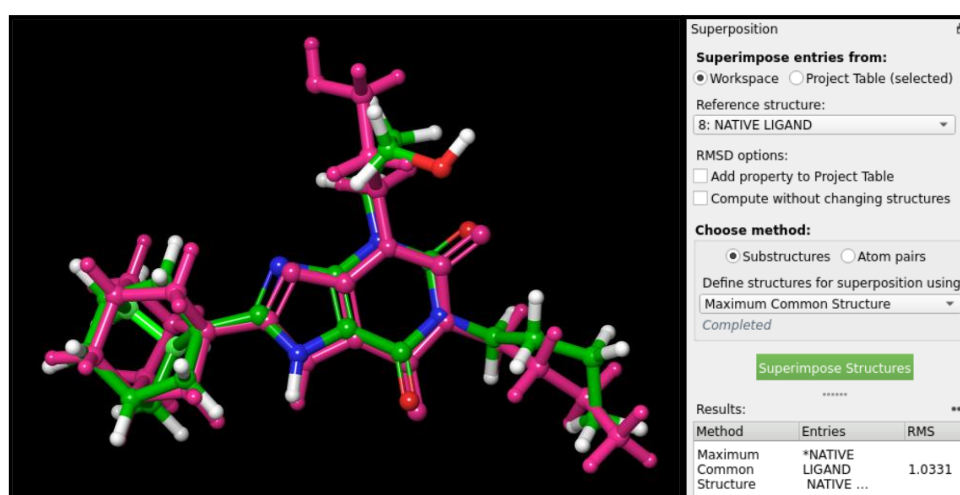 Superposition
Superimpose entries from:
Workspace Project Table (selected)
Reference structure:
8: NATIVE LIGAND
RMSD options:
Add property to Project Table
Compute without changing structures
Choose method:
Substructures Atom pairs
Define structures for superposition using
Maximum Common Structure
Completed
Superimpose Structures
Results:
Method Entries RMS
Maximum *NATIVE
Common LIGAND 1.0331
Structure NATIVE ...